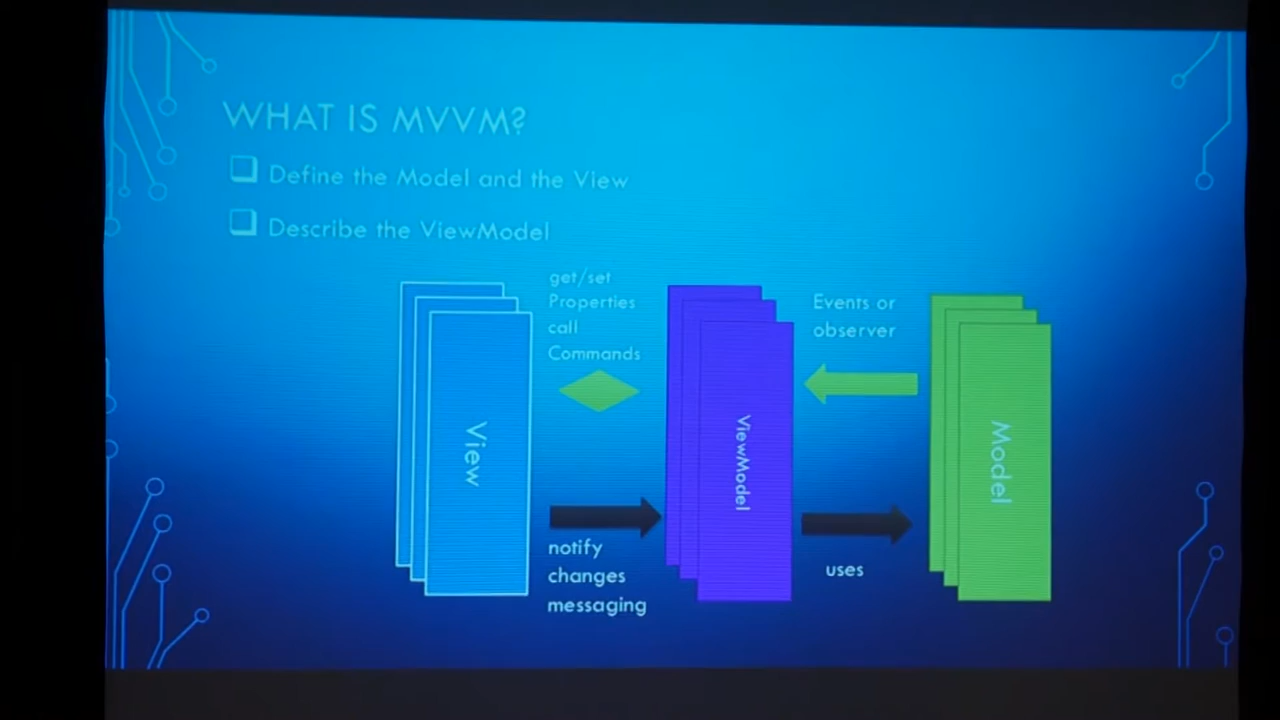 WHAT IS MVVM?
Define the Model and the View
Describe the ViewModel
get/set
Properties
call
Commands
Events or
observer
View
ViewModel
Model
notify
changes
messaging
uses